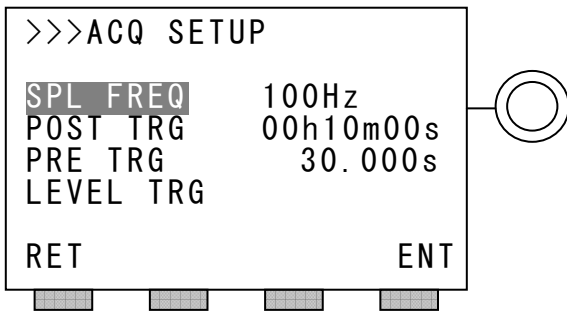 >>>ACQ SETUP
SPL FREQ 100Hz
POST TRG 00h10m00s
PRE TRG 30.000s
LEVEL TRG
RET ENT